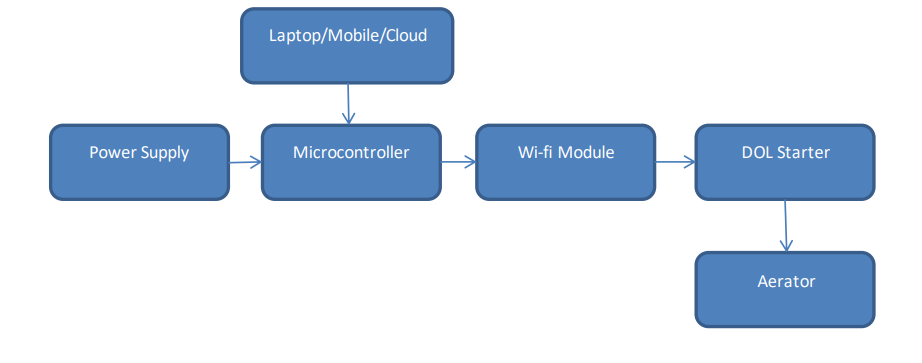 Laptop/Mobile/Cloud
Power Supply
Microcontroller
Wi-fi Module
DOL Starter
Aerator